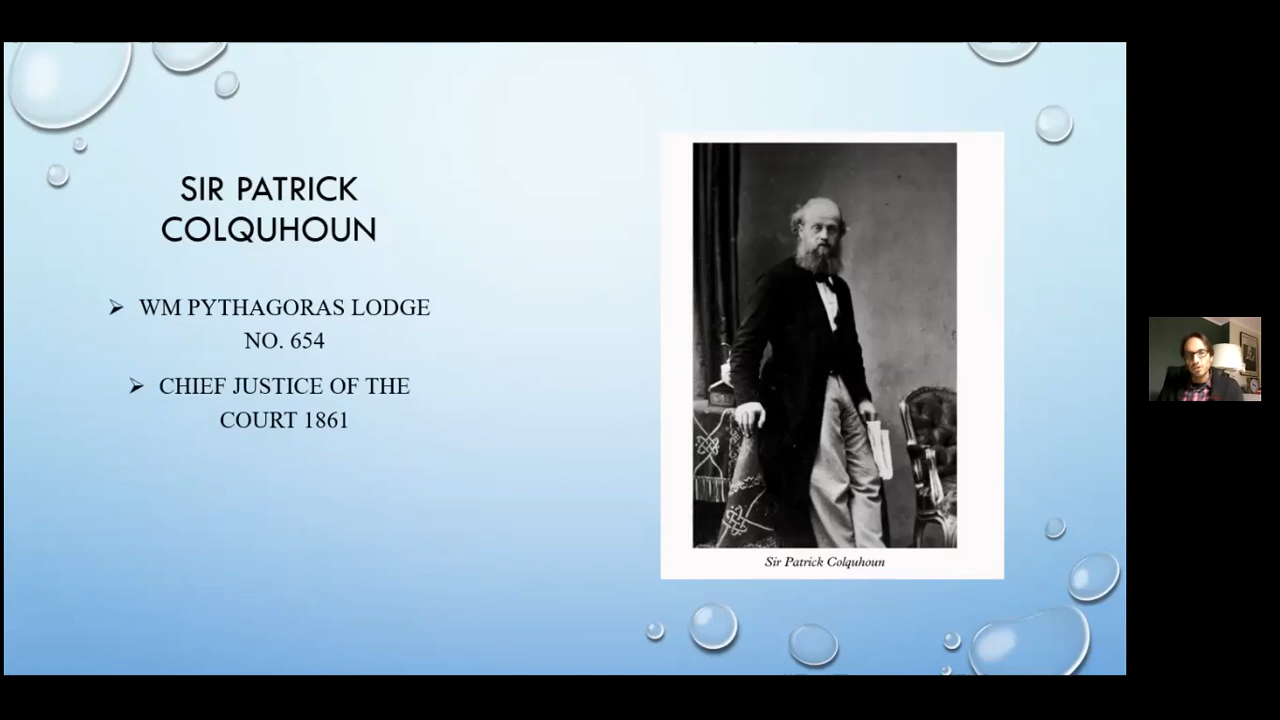 SIR PATRICK
COLQUHOUN
➢ WM PYTHAGORAS LODGE
NO. 654
➢ CHIEF JUSTICE OF THE
COURT 1861
Sir Patrick Colquhoun